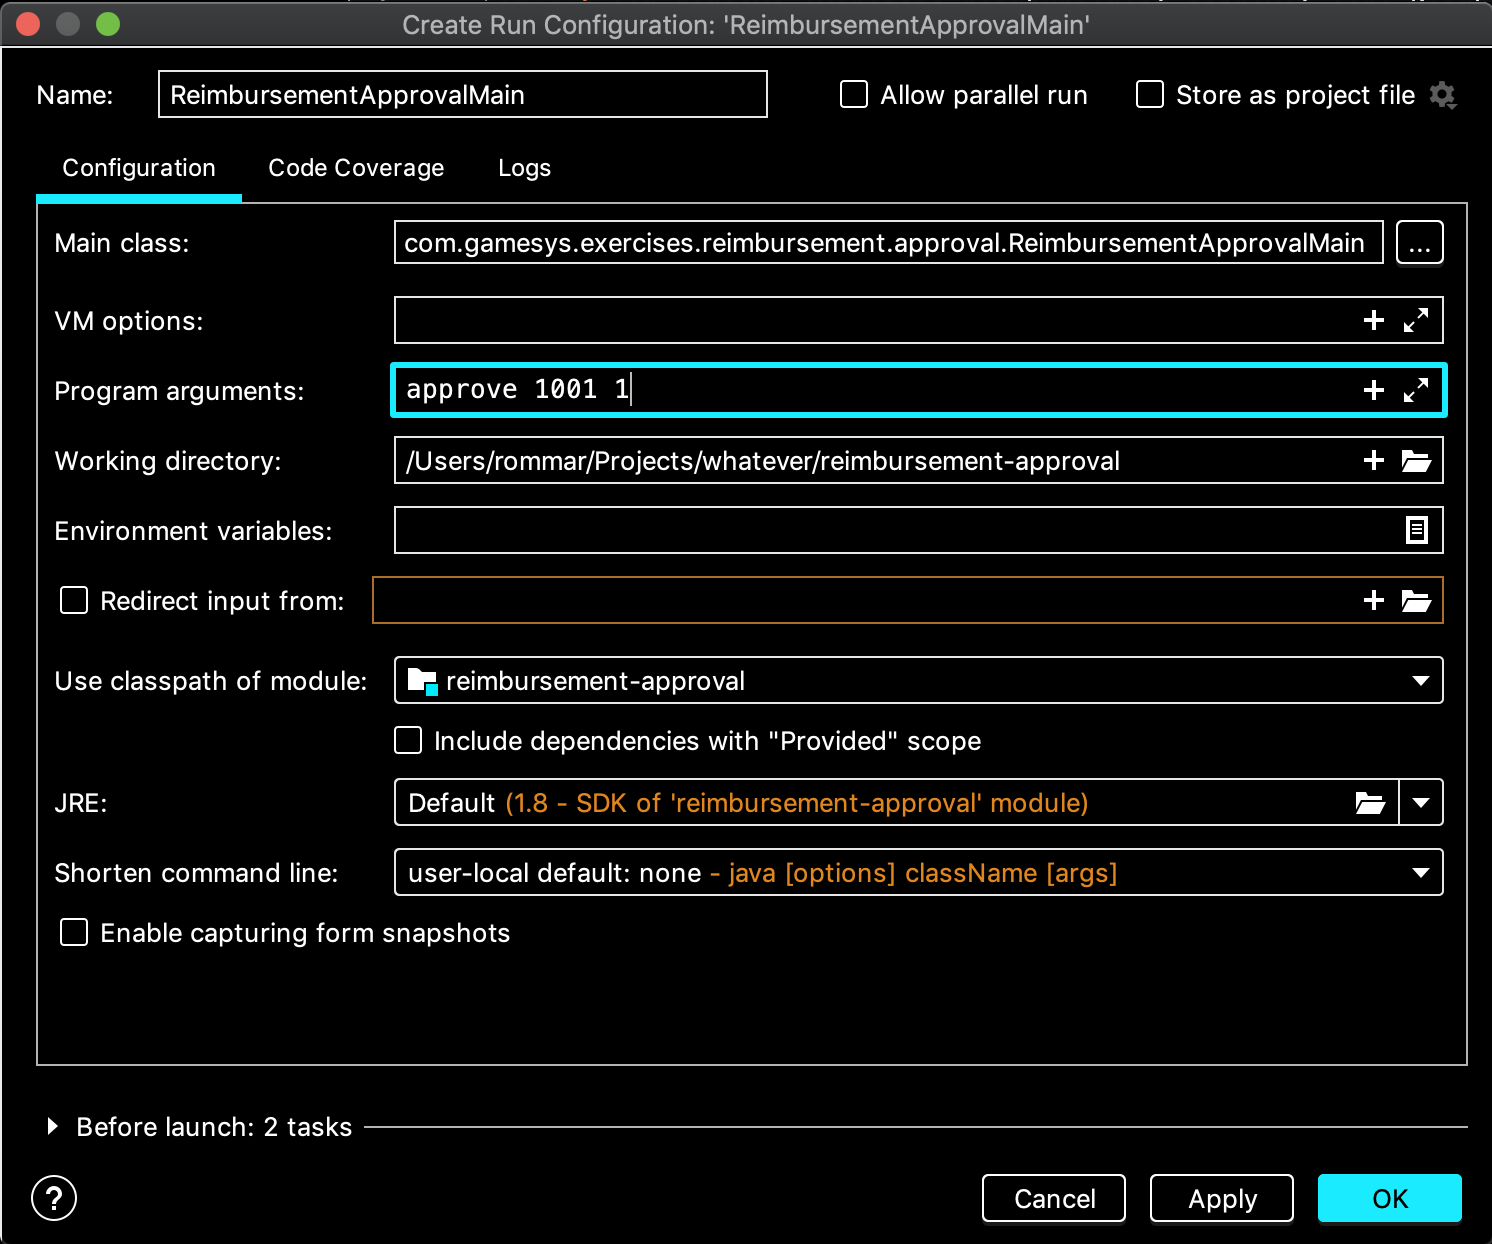 Create Run Configuration: 'ReimbursementApprovalMain'
Name: ReimbursementApprovalMain Allow parallel run Store as project file
Configuration Code Coverage Logs
Main class: com.gamesys.exercises.reimbursement.approval.ReimbursementApprovalMain ...
VM options:
Program arguments: approve 1001 1
Working directory: /Users/rommar/Projects/whatever/reimbursement-approval
Environment variables:
Redirect input from:
Use classpath of module: reimbursement-approval
Include dependencies with "Provided" scope
JRE: Default (1.8 - SDK of 'reimbursement-approval' module)
Shorten command line: user-local default: none - java [options] className [args]
Enable capturing form snapshots
Before launch: 2 tasks
? Cancel Apply OK